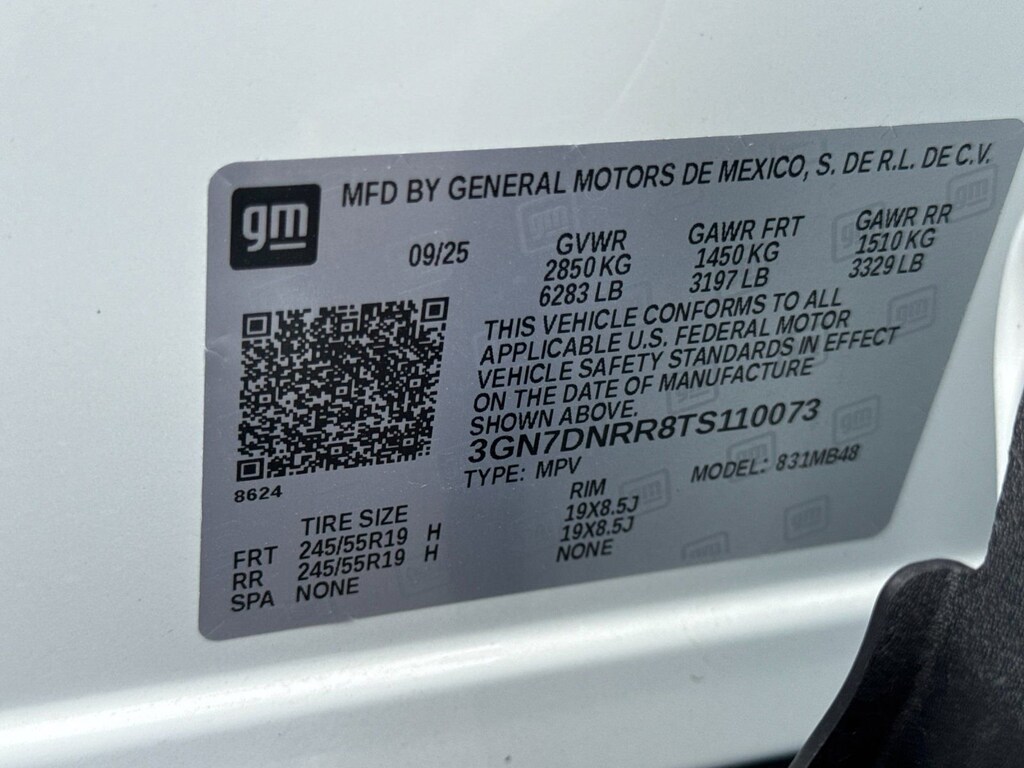 gm
MFD BY GENERAL MOTORS DE MEXICO, S. DE R.L. DE C.V.
09/25
GVWR
2850 KG
6283 LB
GAWR FRT
1450 KG
3197 LB
GAWR RR
1510 KG
3329 LB
THIS VEHICLE CONFORMS TO ALL
APPLICABLE U.S. FEDERAL MOTOR
VEHICLE SAFETY STANDARDS IN EFFECT
ON THE DATE OF MANUFACTURE
SHOWN ABOVE.
3GN7DNRR8TS110073
TYPE: MPV MODEL: 831MB48
8624
TIRE SIZE RIM
FRT 245/55R19 H 19X8.5J
RR 245/55R19 H 19X8.5J
SPA NONE NONE